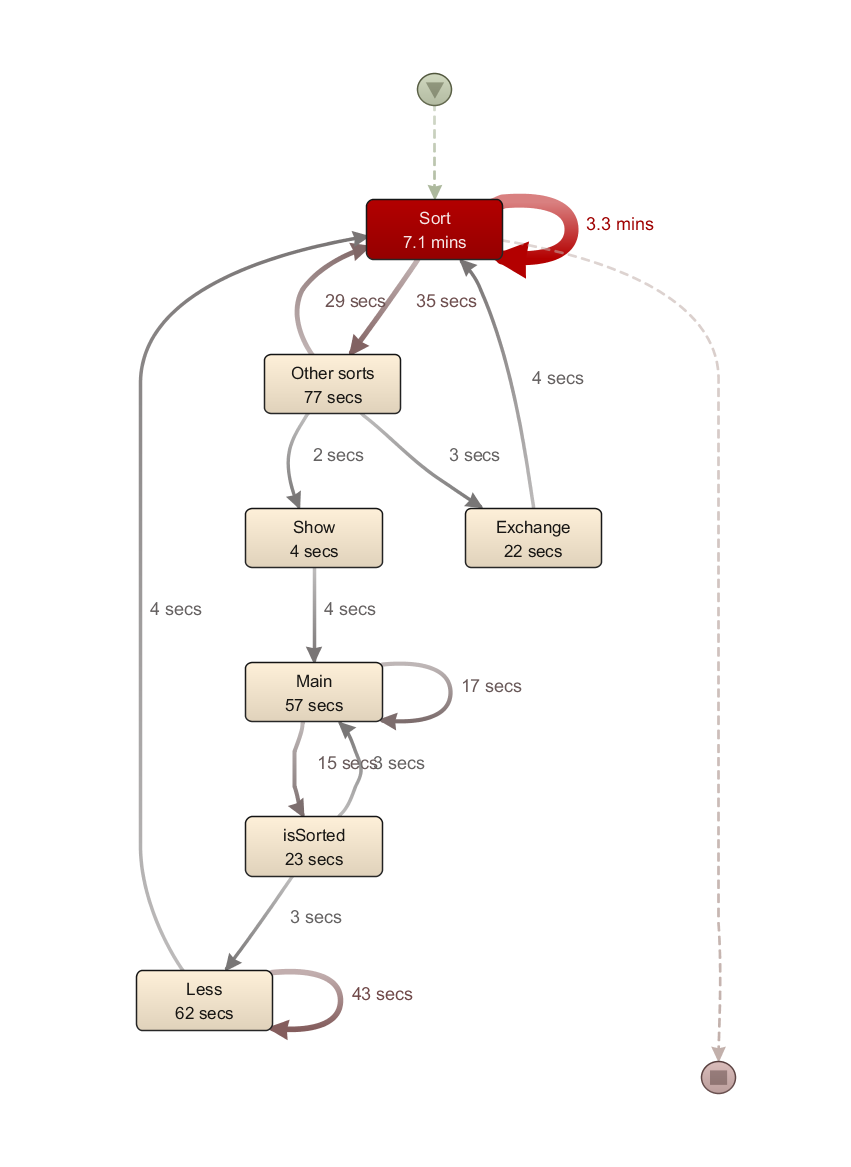 Sort
7.1 mins
3.3 mins
29 secs
35 secs
Other sorts
77 secs
4 secs
2 secs
3 secs
Show
4 secs
Exchange
22 secs
4 secs
4 secs
Main
57 secs
17 secs
15 secs
3 secs
isSorted
23 secs
3 secs
Less
62 secs
43 secs